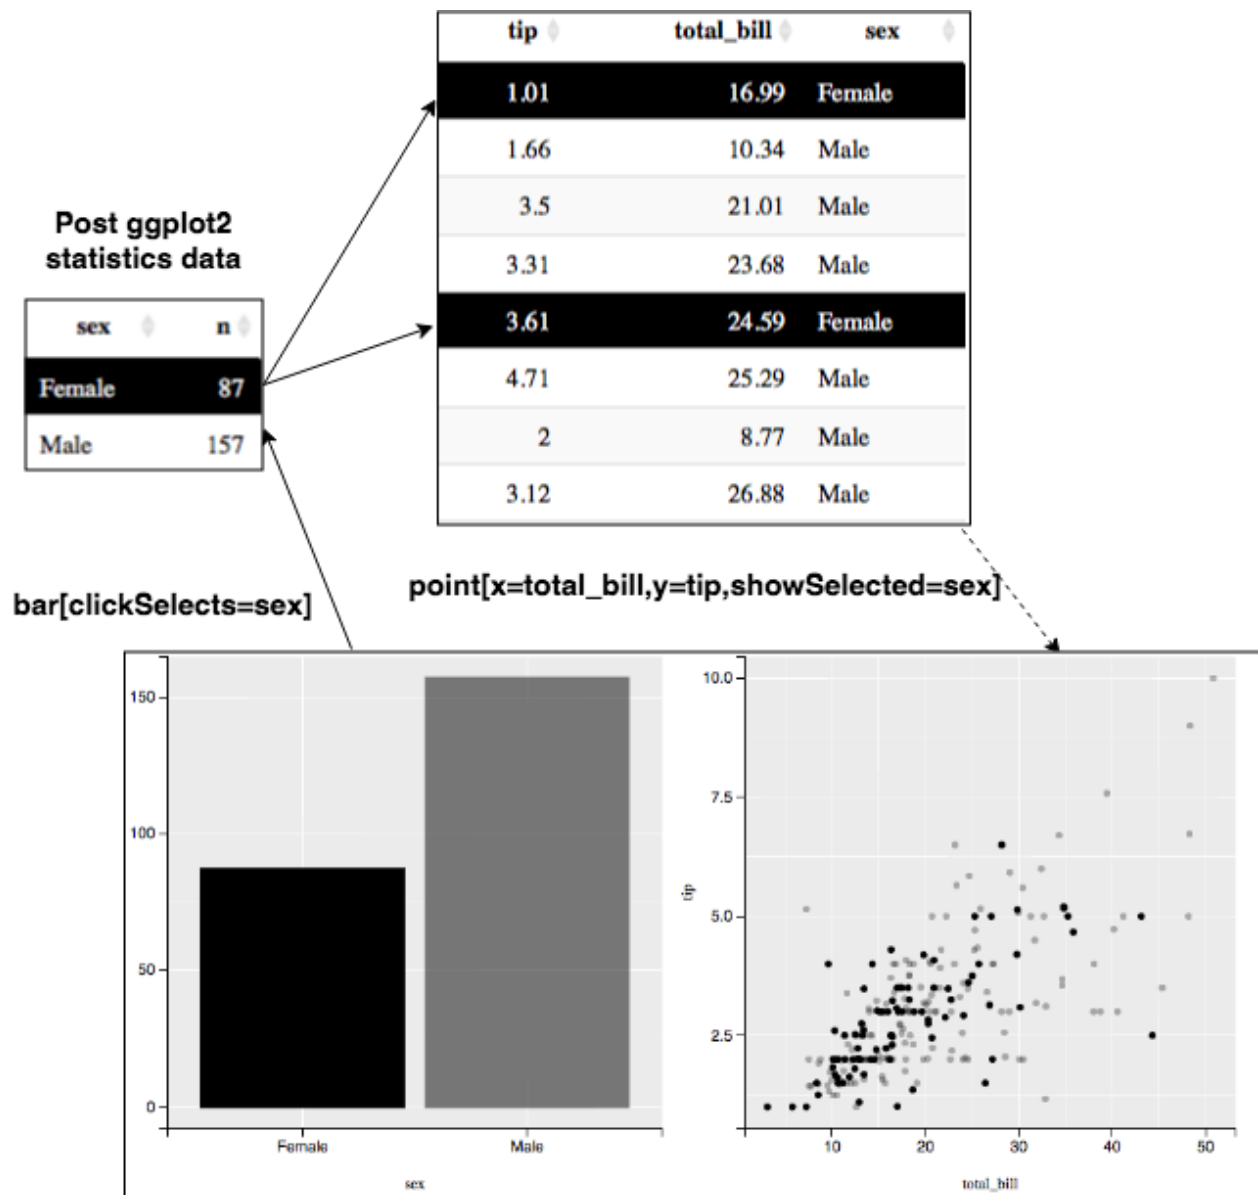 tip total_bill sex
1.01 16.99 Female
1.66 10.34 Male
3.5 21.01 Male
3.31 23.68 Male
3.61 24.59 Female
4.71 25.29 Male
2 8.77 Male
3.12 26.88 Male
Post ggplot2
statistics data
sex n
Female 87
Male 157
bar[clickSelects=sex]
point[x=total_bill,y=tip,showSelected=sex]
150
100
50
0
Female Male
sex
10.0
7.5
5.0
2.5
tip
10 20 30 40 50
total_bill